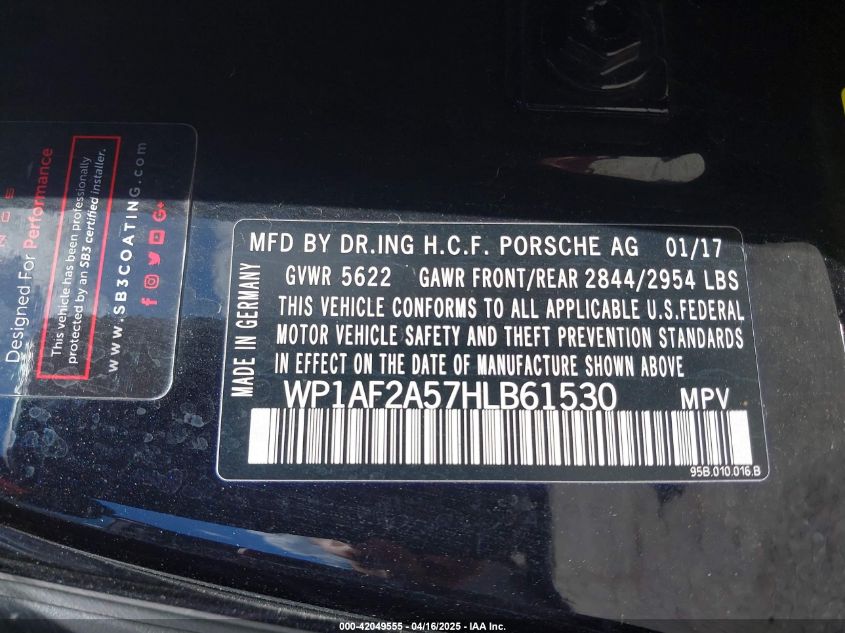 MFD BY DR.ING H.C.F. PORSCHE AG 01/17
GVWR 5622 GAWR FRONT/REAR 2844/2954 LBS
THIS VEHICLE CONFORMS TO ALL APPLICABLE U.S.FEDERAL
MOTOR VEHICLE SAFETY AND THEFT PREVENTION STANDARDS
IN EFFECT ON THE DATE OF MANUFACTURE SHOWN ABOVE
WP1AF2A57HLB61530 MPV
95B.010.016.B
MADE IN GERMANY
Designed For Performance
This vehicle has been professionally
protected by an SB3 certified installer.
www.SB3COATING.com
000-42049555 - 04/16/2025 - IAA Inc.